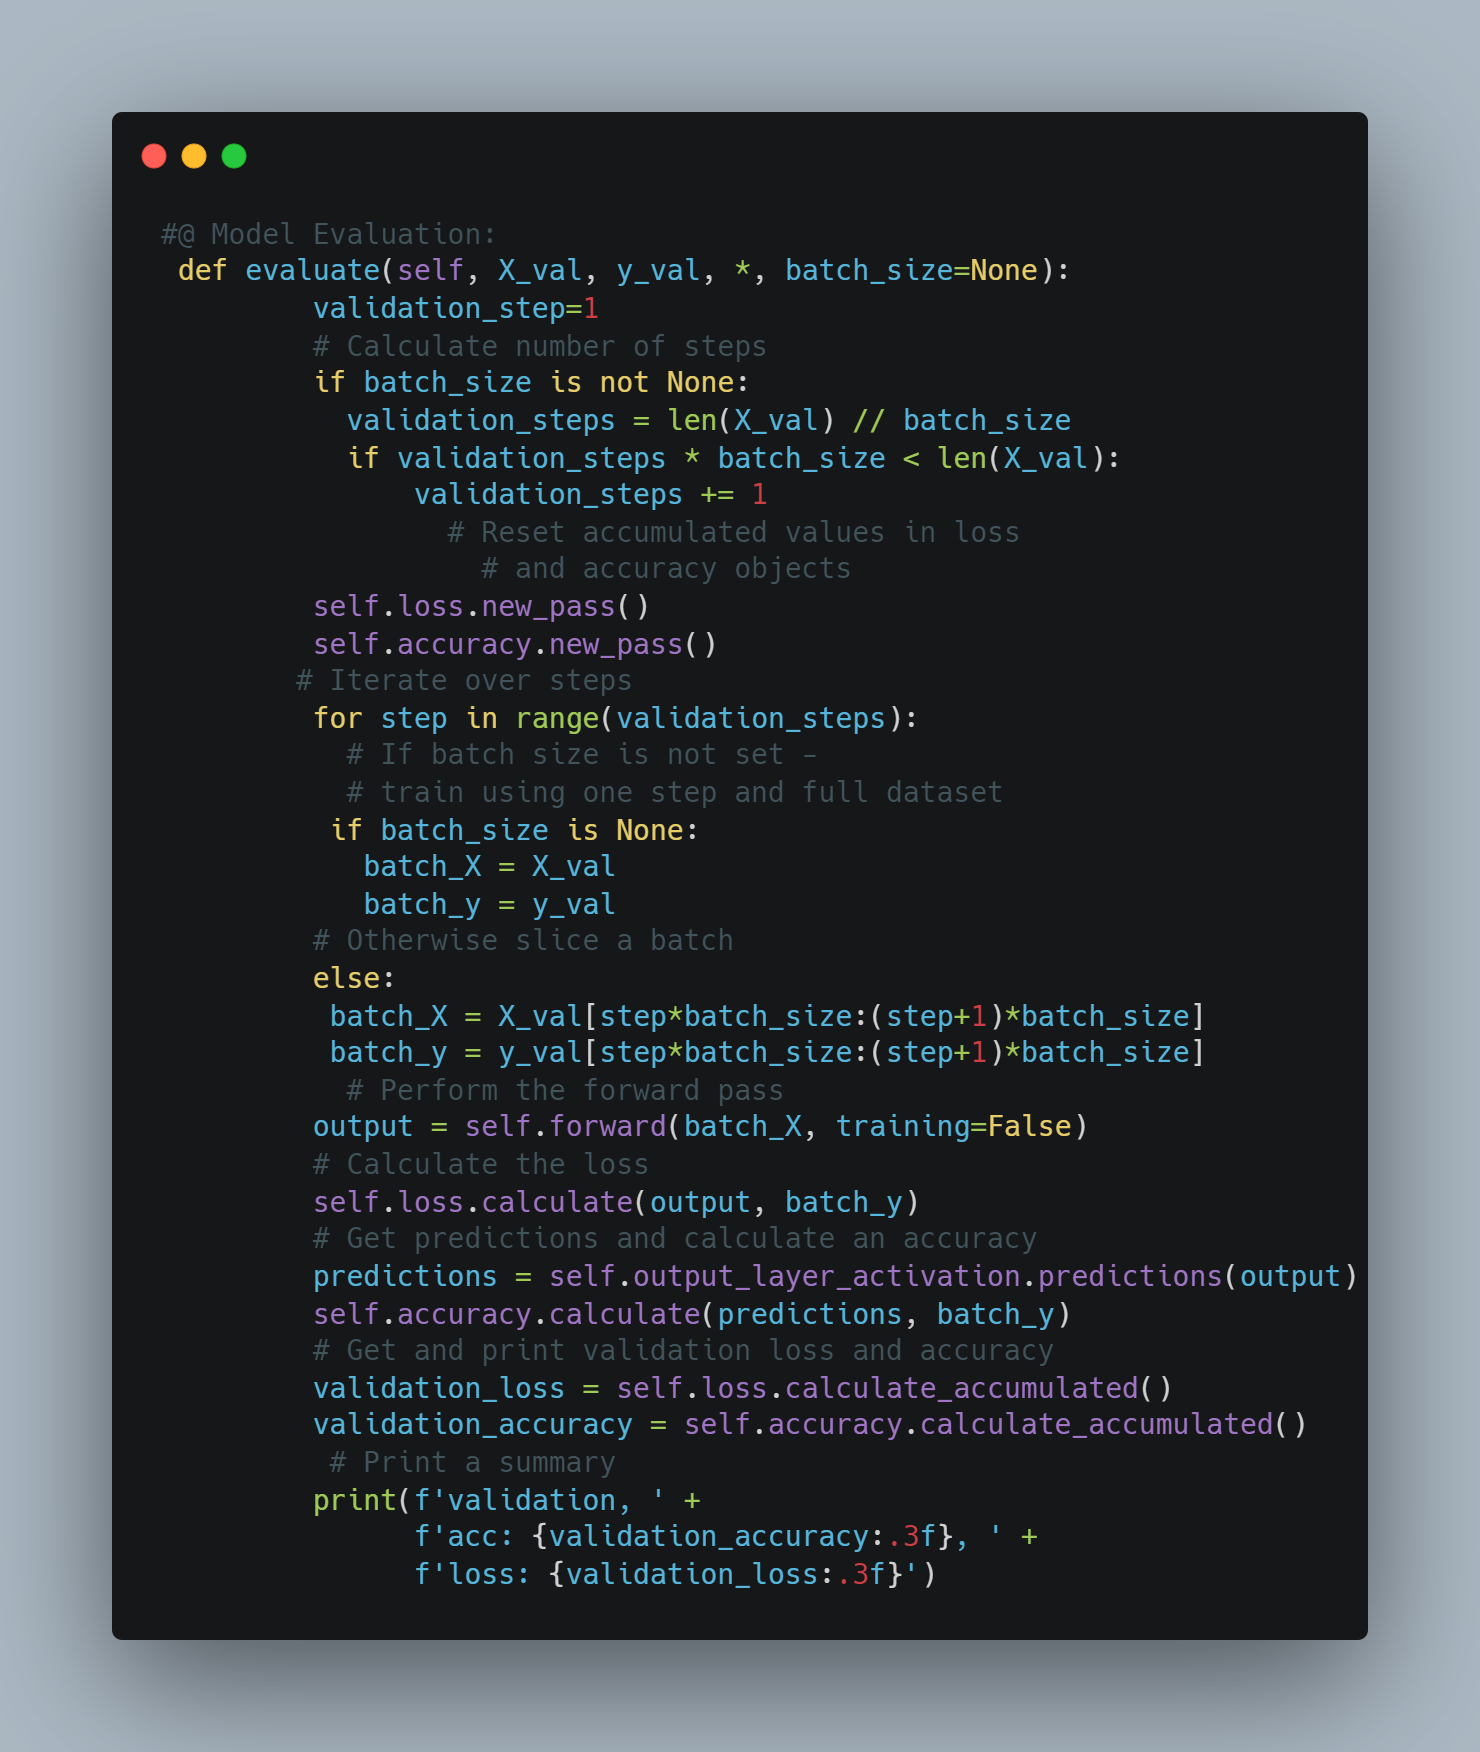 #@ Model Evaluation:
def evaluate(self, X_val, y_val, *, batch_size=None):
validation_step=1
# Calculate number of steps
if batch_size is not None:
validation_steps = len(X_val) // batch_size
if validation_steps * batch_size < len(X_val):
validation_steps += 1
# Reset accumulated values in loss
# and accuracy objects
self.loss.new_pass()
self.accuracy.new_pass()
# Iterate over steps
for step in range(validation_steps):
# If batch size is not set -
# train using one step and full dataset
if batch_size is None:
batch_X = X_val
batch_y = y_val
# Otherwise slice a batch
else:
batch_X = X_val[step*batch_size:(step+1)*batch_size]
batch_y = y_val[step*batch_size:(step+1)*batch_size]
# Perform the forward pass
output = self.forward(batch_X, training=False)
# Calculate the loss
self.loss.calculate(output, batch_y)
# Get predictions and calculate an accuracy
predictions = self.output_layer_activation.predictions(output)
self.accuracy.calculate(predictions, batch_y)
# Get and print validation loss and accuracy
validation_loss = self.loss.calculate_accumulated()
validation_accuracy = self.accuracy.calculate_accumulated()
# Print a summary
print(f'validation, ' +
f'acc: {validation_accuracy:.3f}, ' +
f'loss: {validation_loss:.3f}')